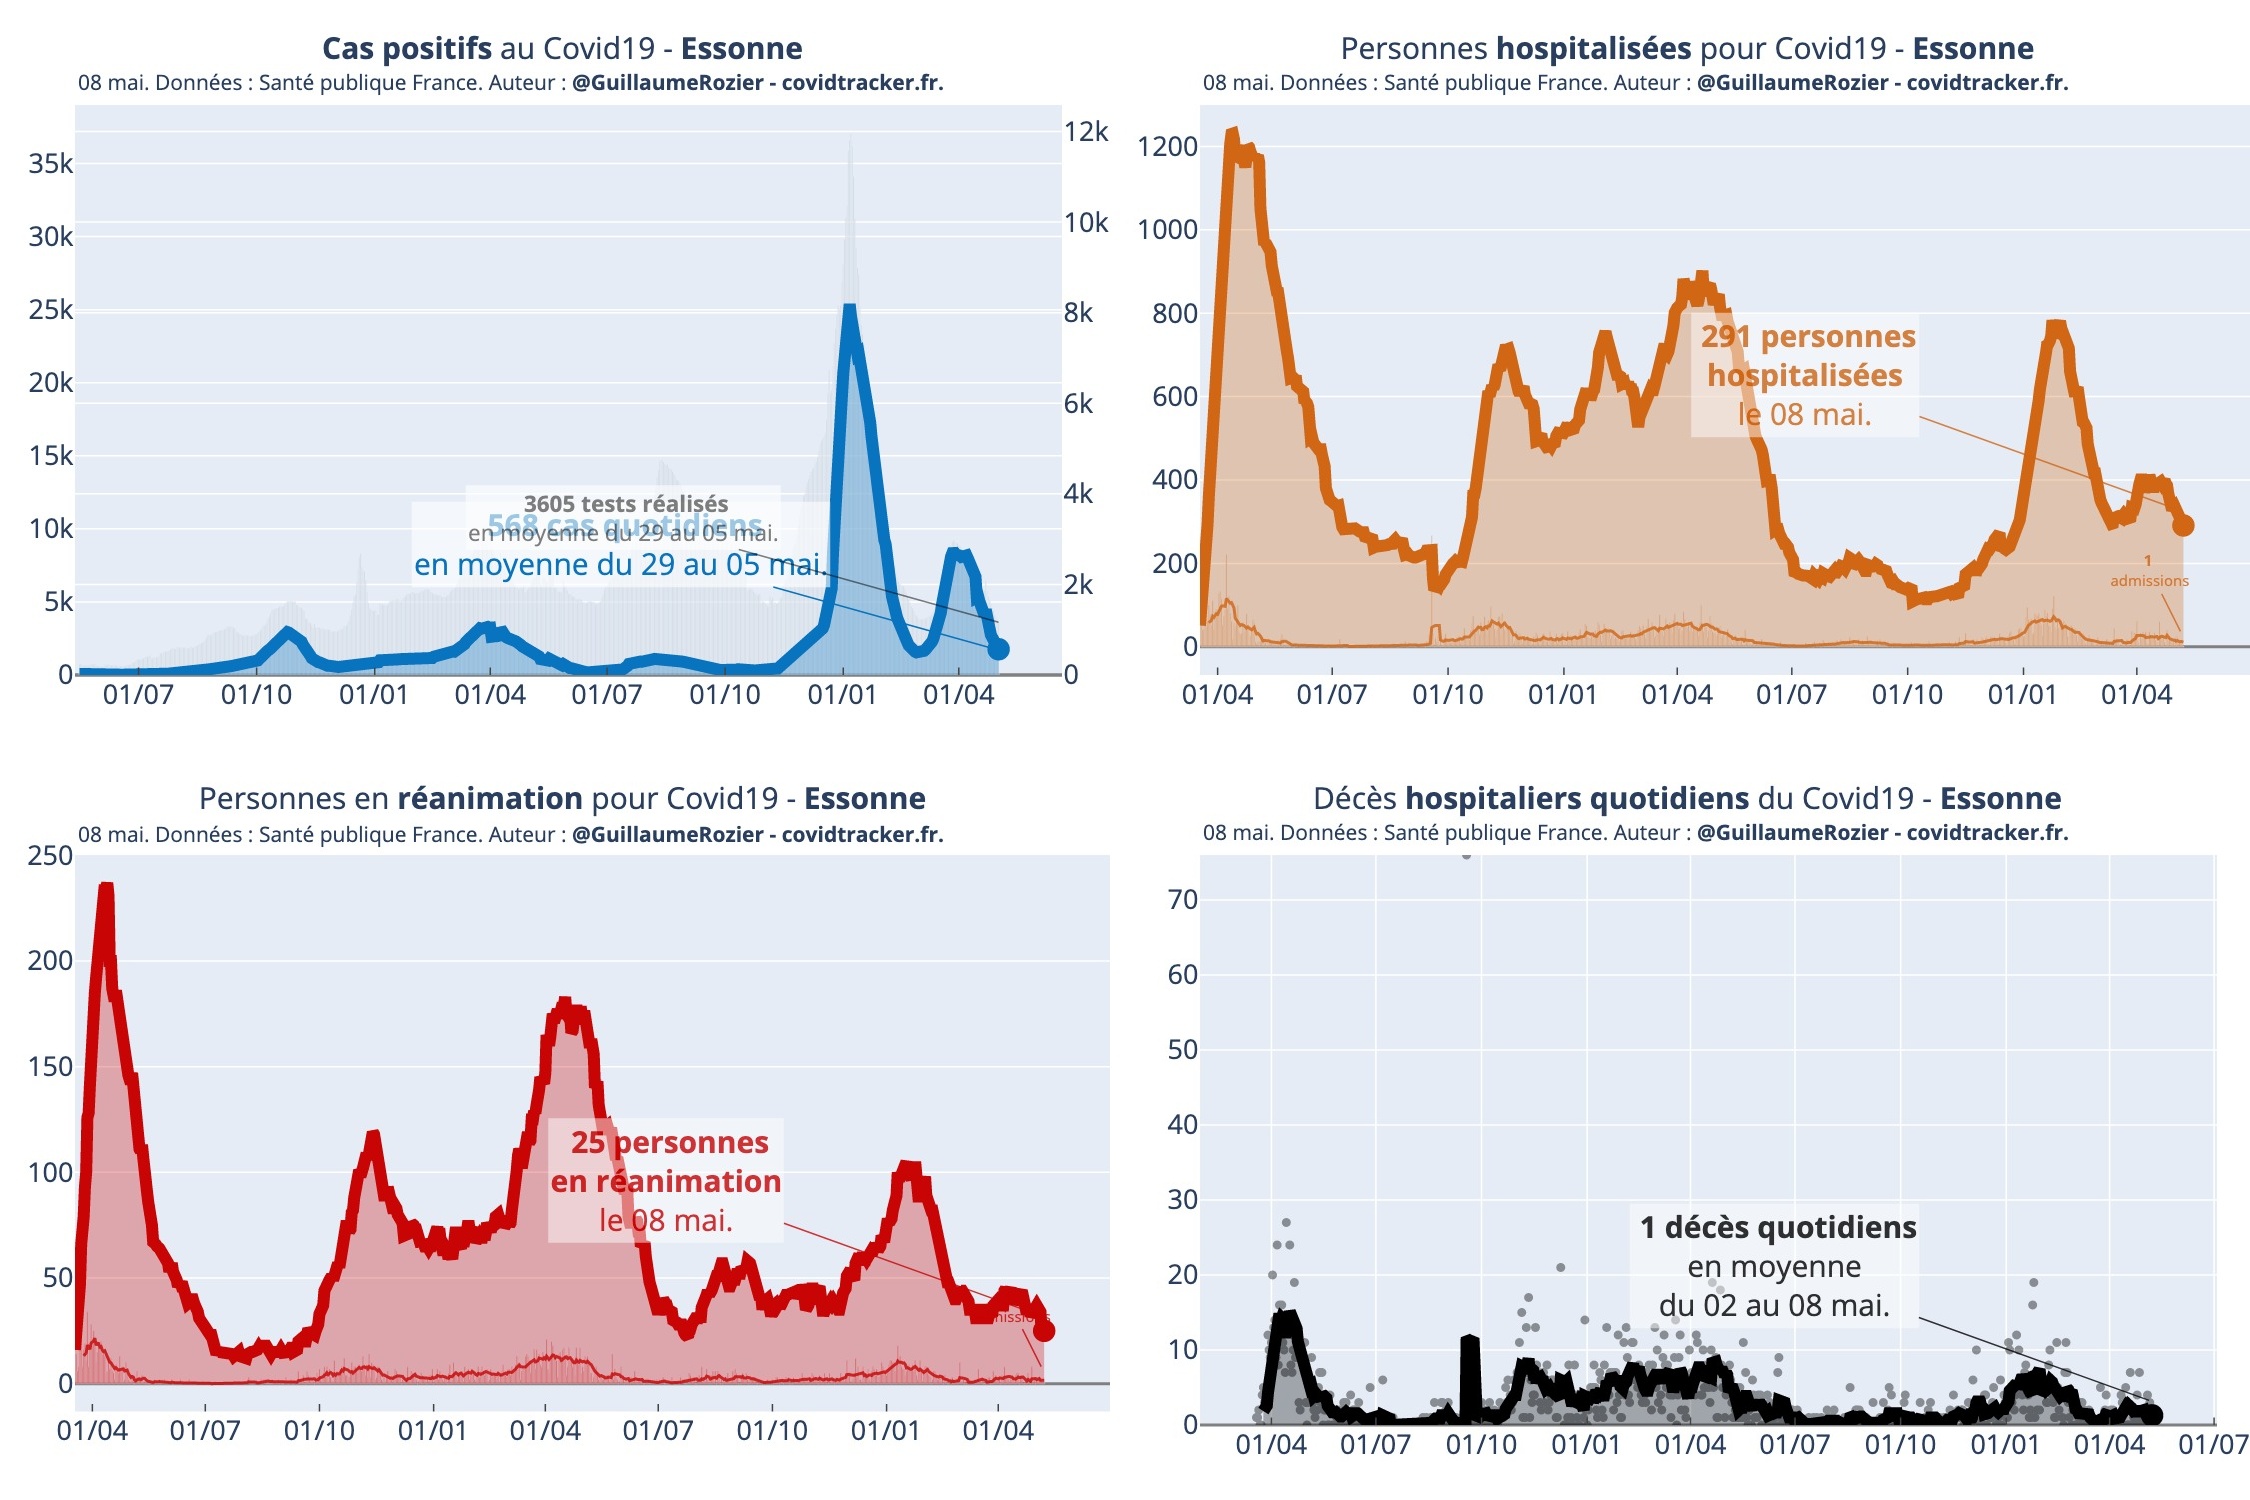 Cas positifs au Covid19 - Essonne
08 mai. Données : Santé publique France. Auteur : @GuillaumeRozier - covidtracker.fr.
35k
30k
25k
20k
15k
10k
5k
0
12k
10k
8k
6k
4k
2k
0
3605 tests réalisés
en moyenne du 29 au 05 mai.
568 cas quotidiens
en moyenne du 29 au 05 mai.
01/07 01/10 01/01 01/04 01/07 01/10 01/01 01/04
Personnes hospitalisées pour Covid19 - Essonne
08 mai. Données : Santé publique France. Auteur : @GuillaumeRozier - covidtracker.fr.
1200
1000
800
600
400
200
0
291 personnes
hospitalisées
le 08 mai.
1
admissions
01/04 01/07 01/10 01/01 01/04 01/07 01/10 01/01 01/04
Personnes en réanimation pour Covid19 - Essonne
08 mai. Données : Santé publique France. Auteur : @GuillaumeRozier - covidtracker.fr.
250
200
150
100
50
0
25 personnes
en réanimation
le 08 mai.
01/04 01/07 01/10 01/01 01/04 01/07 01/10 01/01 01/04
Décès hospitaliers quotidiens du Covid19 - Essonne
08 mai. Données : Santé publique France. Auteur : @GuillaumeRozier - covidtracker.fr.
70
60
50
40
30
20
10
0
1 décès quotidiens
en moyenne
du 02 au 08 mai.
01/04 01/07 01/10 01/01 01/04 01/07 01/10 01/01 01/04 01/07